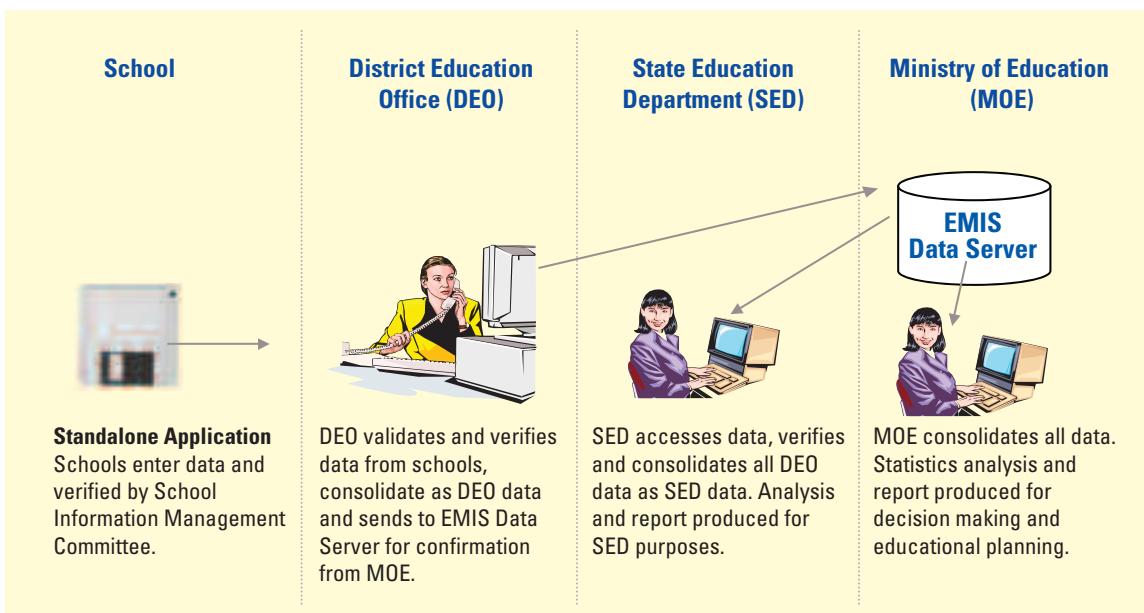 School
District Education
Office (DEO)
State Education
Department (SED)
Ministry of Education
(MOE)
EMIS
Data Server
Standalone Application
Schools enter data and
verified by School
Information Management
Committee.
DEO validates and verifies
data from schools,
consolidate as DEO data
and sends to EMIS Data
Server for confirmation
from MOE.
SED accesses data, verifies
and consolidates all DEO
data as SED data. Analysis
and report produced for
SED purposes.
MOE consolidates all data.
Statistics analysis and
report produced for
decision making and
educational planning.